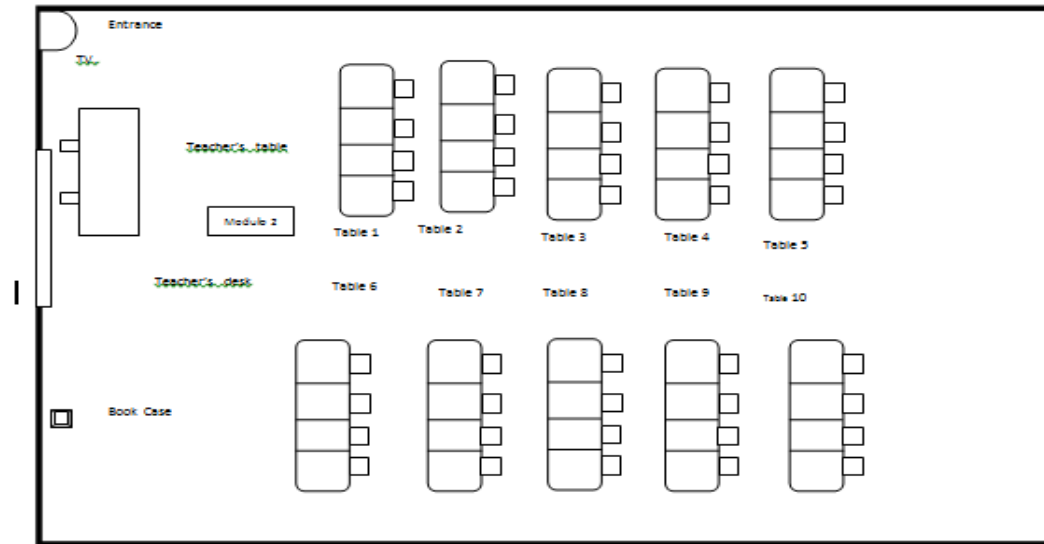 Entrance
TV
Teacher's table
Module 2
Table 1
Table 2
Table 3
Table 4
Table 5
Teacher's desk
Table 6
Table 7
Table 8
Table 9
Table 10
Book Case